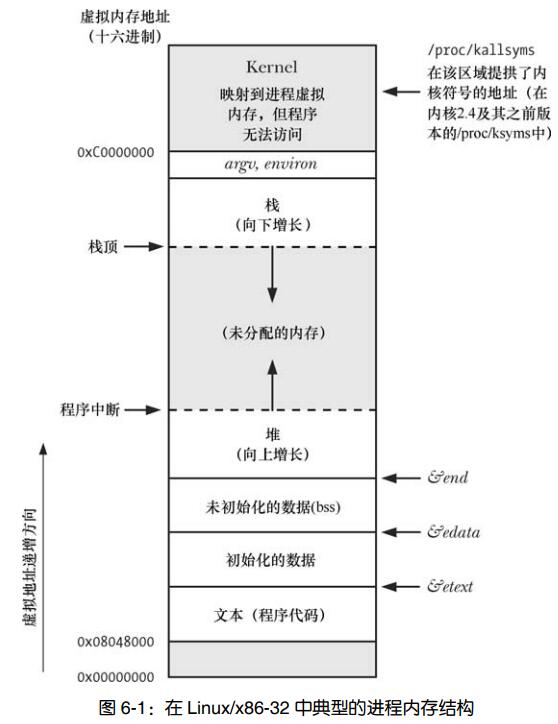 虚拟内存地址
(十六进制)
/proc/kallsyms
在该区域提供了内
核符号的地址（在
内核2.4及其之前版
本的/proc/ksyms中）
Kernel
映射到进程虚拟
内存，但程序
无法访问
0xC0000000
argv, environ
栈
(向下增长)
栈顶
(未分配的内存)
程序中断
堆
(向上增长)
&end
未初始化的数据(bss)
&edata
初始化的数据
&etext
文本（程序代码）
虚拟地址递增方向
0x08048000
0x00000000
图 6-1：在 Linux/x86-32 中典型的进程内存结构